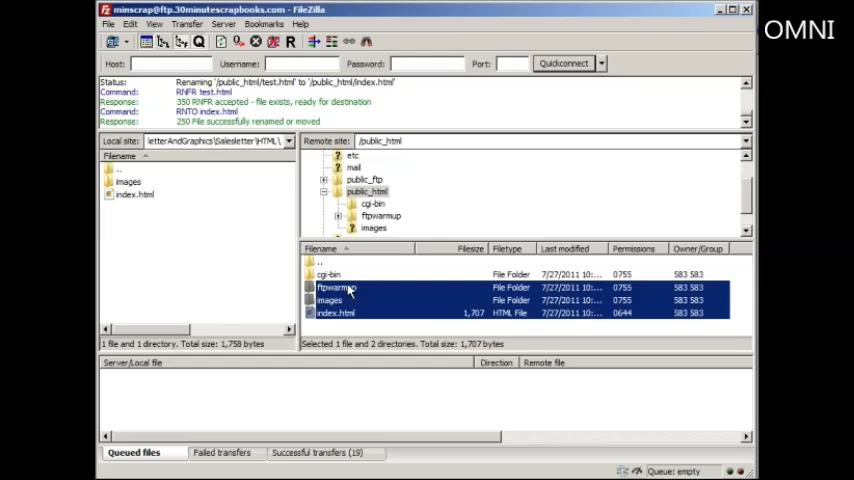 minscrap@ftp.30minutescrapbooks.com - FileZilla
OMNI
File Edit View Transfer Server Bookmarks Help
Host: Username: Password: Port: Quickconnect
Status: Renaming '/public_html/test.html' to '/public_html/index.html'
Command: RNFR test.html
Response: 350 RNFR accepted - file exists, ready for destination
Command: RNTO index.html
Response: 250 File successfully renamed or moved
Local site: letterAndGraphics\Salesletter\HTML\
Remote site: /public_html
Filename
..
images
index.html
etc
mail
public_ftp
public_html
cgi-bin
ftpwarmup
images
Filename Filesize Filetype Last modified Permissions Owner/Group
..
cgi-bin File Folder 7/27/2011 10:... 0755 583 583
ftpwarmup File Folder 7/27/2011 10:... 0755 583 583
images File Folder 7/27/2011 10:... 0755 583 583
index.html 1,707 HTML File 7/27/2011 10:... 0644 583 583
1 file and 1 directory. Total size: 1,758 bytes
Selected 1 file and 2 directories. Total size: 1,707 bytes
Server/Local file Direction Remote file
Queued files Failed transfers Successful transfers (19)
Queue: empty